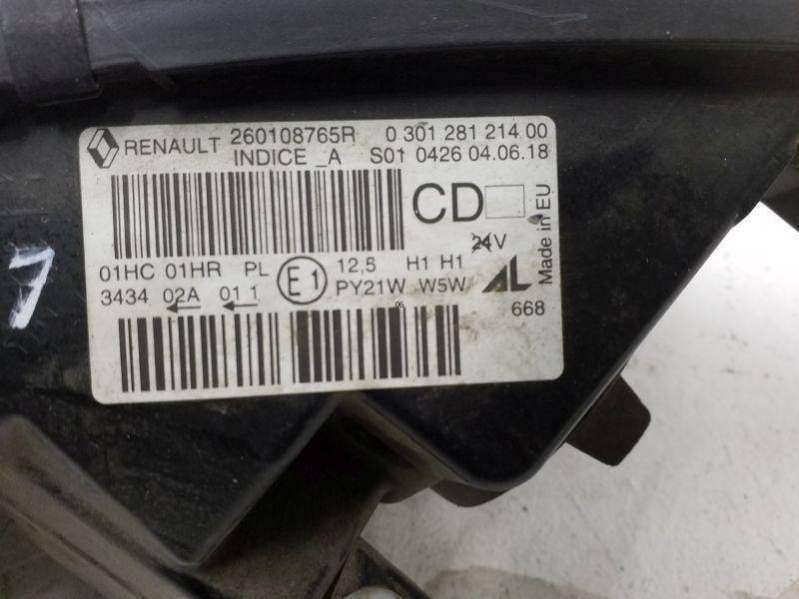 RENAULT 260108765R 0 301 281 214 00
INDICE _A S01 0426 04.06.18
CD
Made in EU
24V
01HC 01HR PL E1 12,5 H1 H1
3434 02A 01 1 PY21W W5W AL
668
7